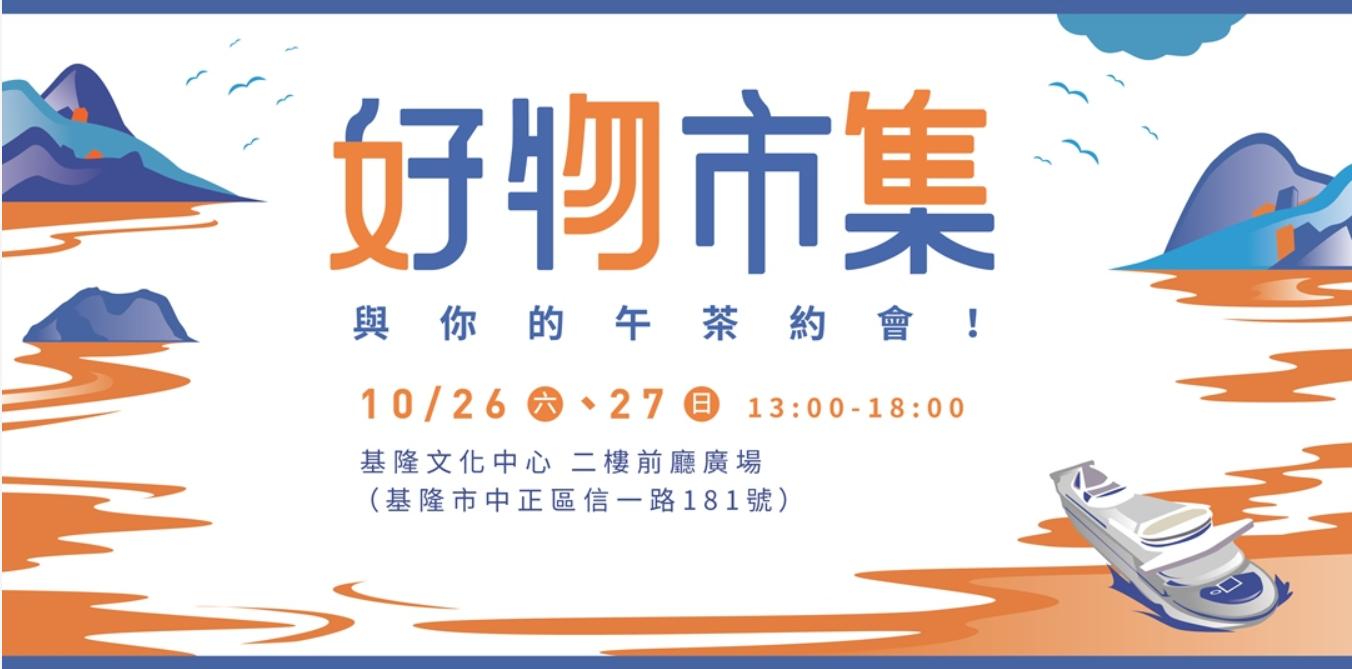 好物市集
與你的午茶約會!
10/26六、27日 13:00-18:00
基隆文化中心 二樓前廳廣場
（基隆市中正區信一路181號）